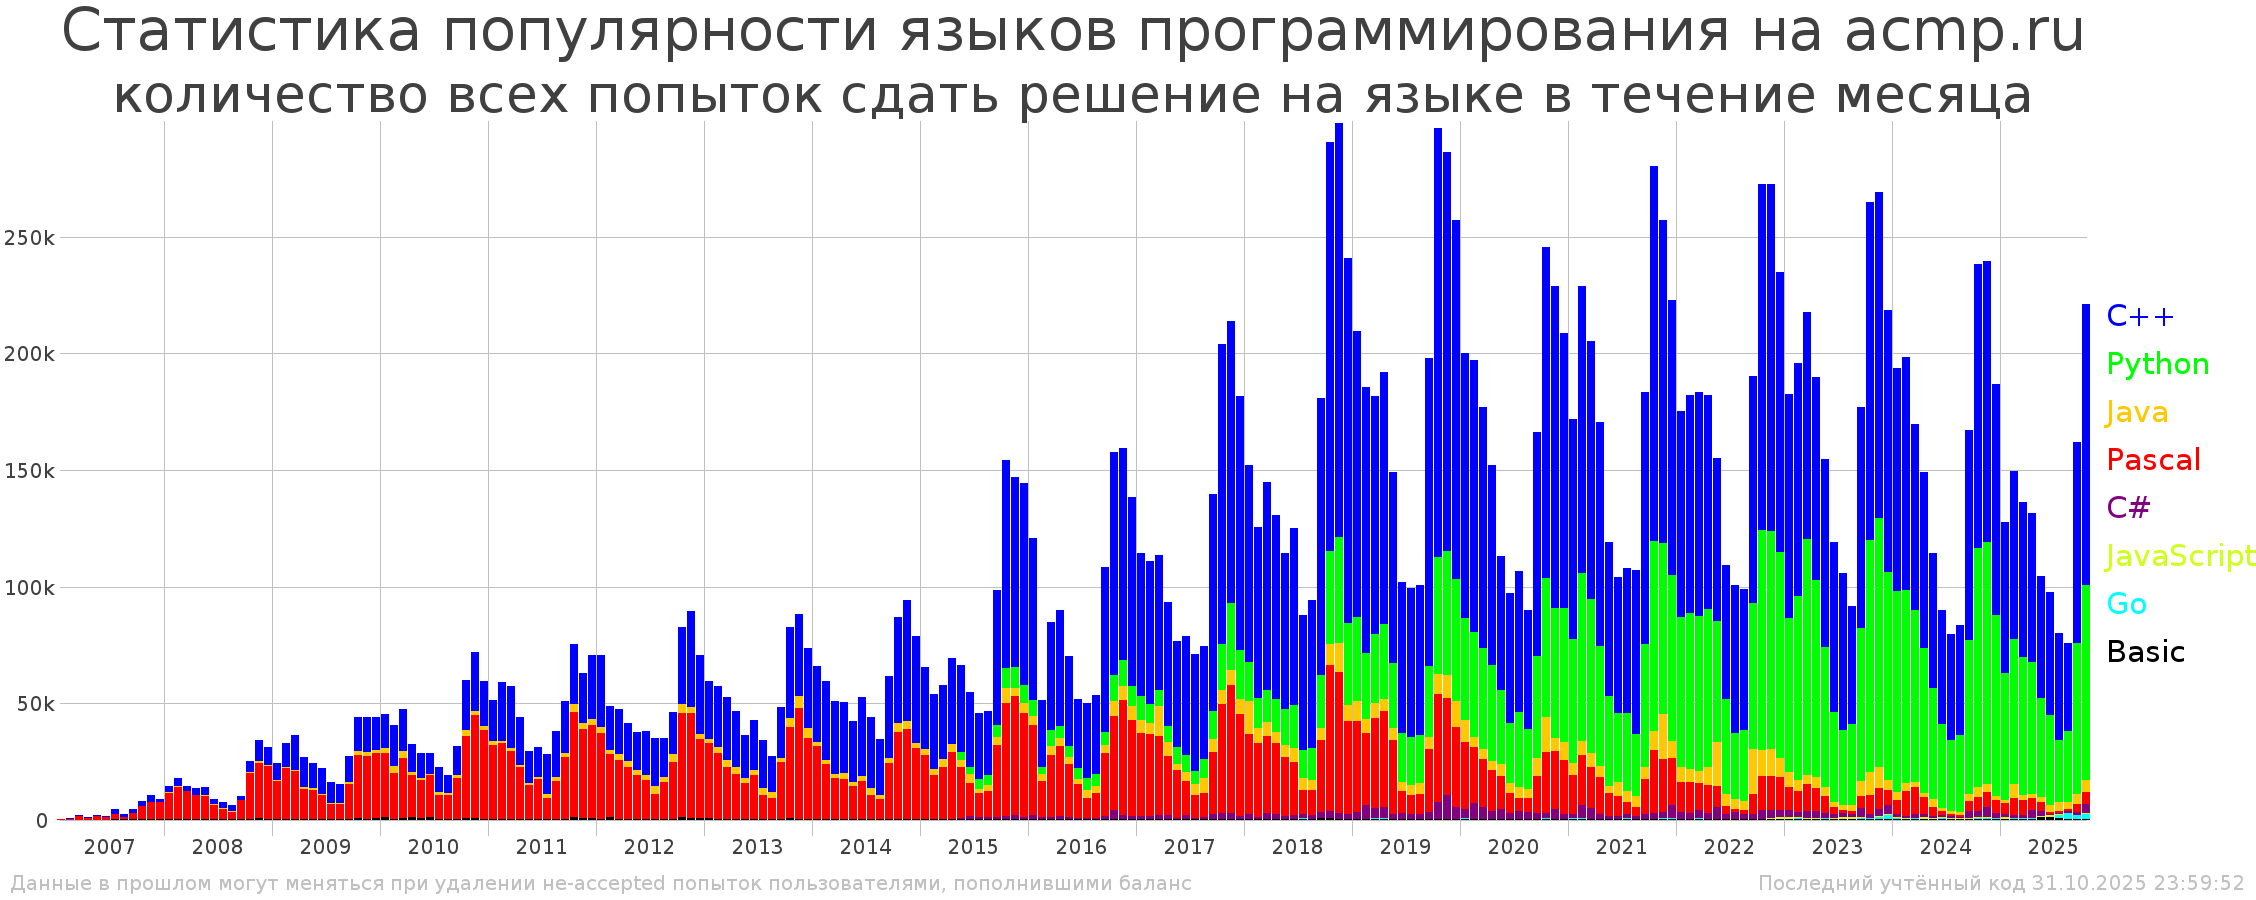 Статистика популярности языков программирования на acmp.ru
количество всех попыток сдать решение на языке в течение месяца
250k
200k
150k
100k
50k
0
C++
Python
Java
Pascal
C#
JavaScript
Go
Basic
2007 2008 2009 2010 2011 2012 2013 2014 2015 2016 2017 2018 2019 2020 2021 2022 2023 2024 2025
Данные в прошлом могут меняться при удалении не-accepted попыток пользователями, пополнившими баланс
Последний учтённый код 31.10.2025 23:59:52